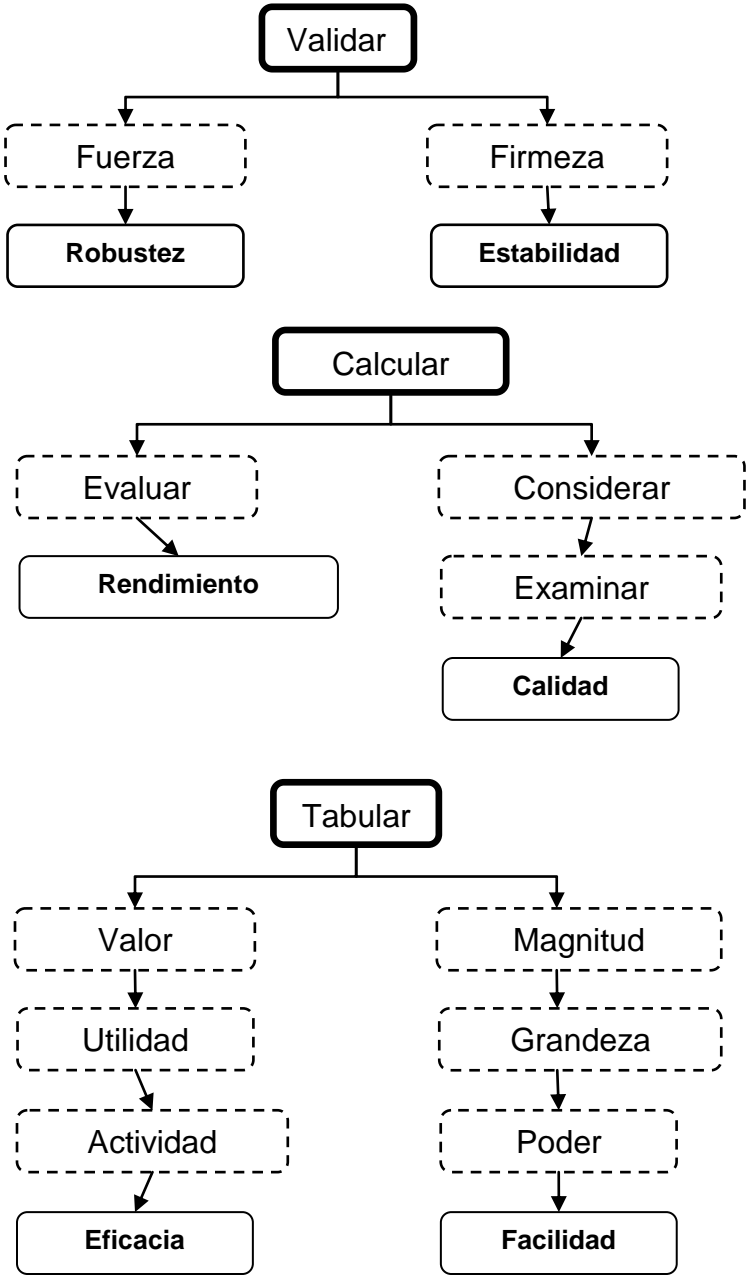 Validar
Fuerza
Firmeza
Robustez
Estabilidad
Calcular
Evaluar
Considerar
Rendimiento
Examinar
Calidad
Tabular
Valor
Magnitud
Utilidad
Grandeza
Actividad
Poder
Eficacia
Facilidad